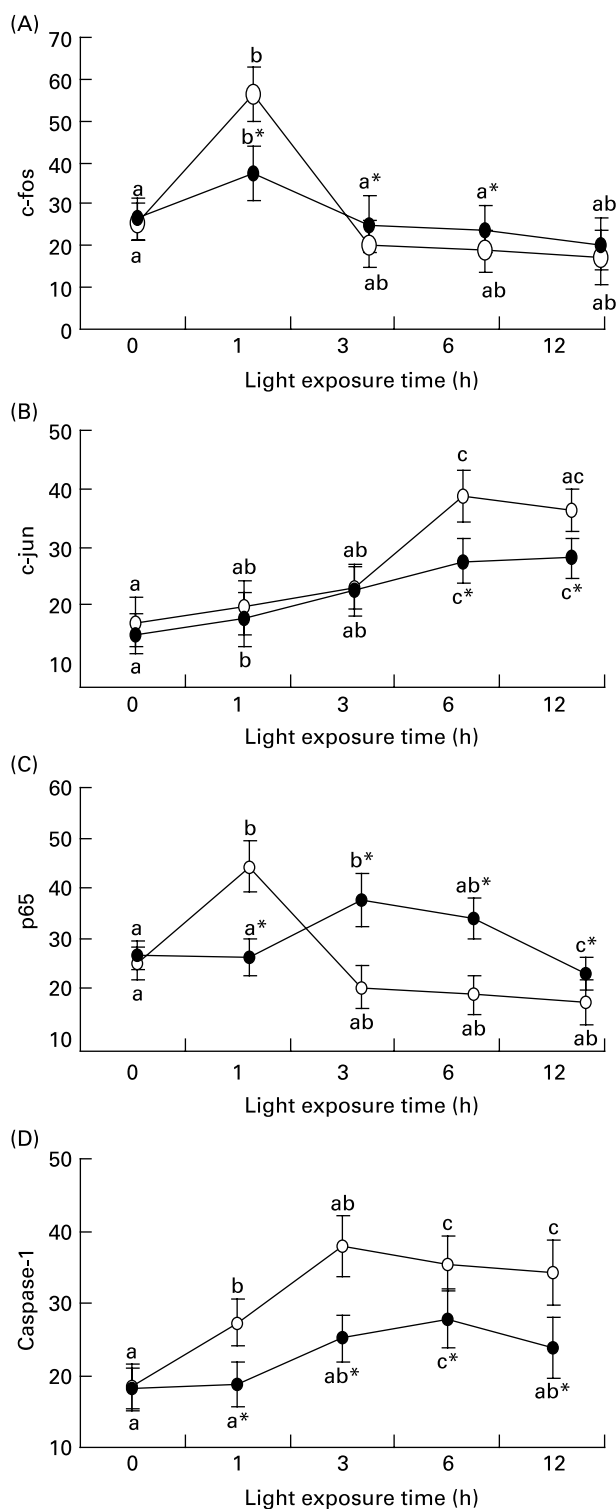 (A)
70
60
50
40
30
20
10
0
c-fos
b
b*
a
a
a*
a*
ab
ab
ab
ab
0 1 3 6 12
Light exposure time (h)
(B)
50
40
30
20
10
c-jun
c
ac
ab
ab
a
c*
c*
ab
b
a
0 1 3 6 12
Light exposure time (h)
(C)
60
50
40
30
20
10
p65
b
b*
ab*
a
a*
c*
a
ab
ab
ab
0 1 3 6 12
Light exposure time (h)
(D)
50
40
30
20
10
Caspase-1
ab
c
c
b
a
ab*
c*
ab*
a
a*
0 1 3 6 12
Light exposure time (h)